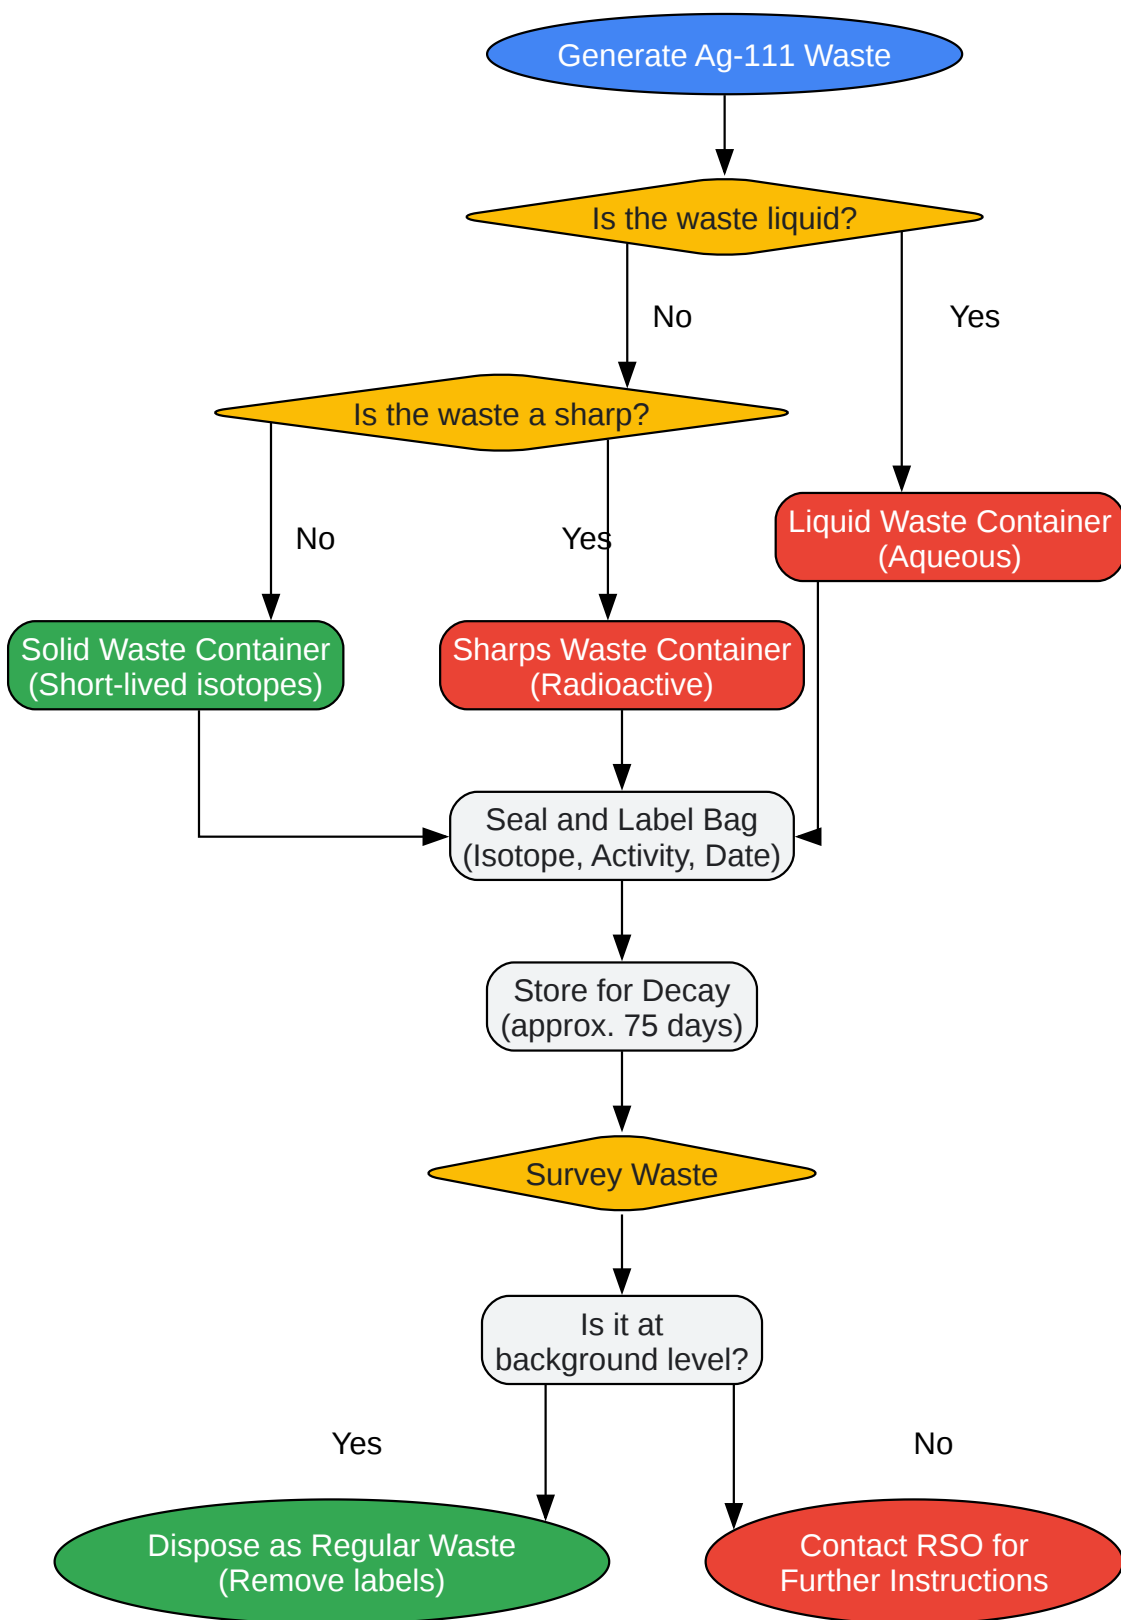 Generate Ag-111 Waste
Is the waste liquid?
No
Yes
Is the waste a sharp?
Liquid Waste Container
(Aqueous)
No
Yes
Solid Waste Container
(Short-lived isotopes)
Sharps Waste Container
(Radioactive)
Seal and Label Bag
(Isotope, Activity, Date)
Store for Decay
(approx. 75 days)
Survey Waste
Is it at
background level?
Yes
No
Dispose as Regular Waste
(Remove labels)
Contact RSO for
Further Instructions